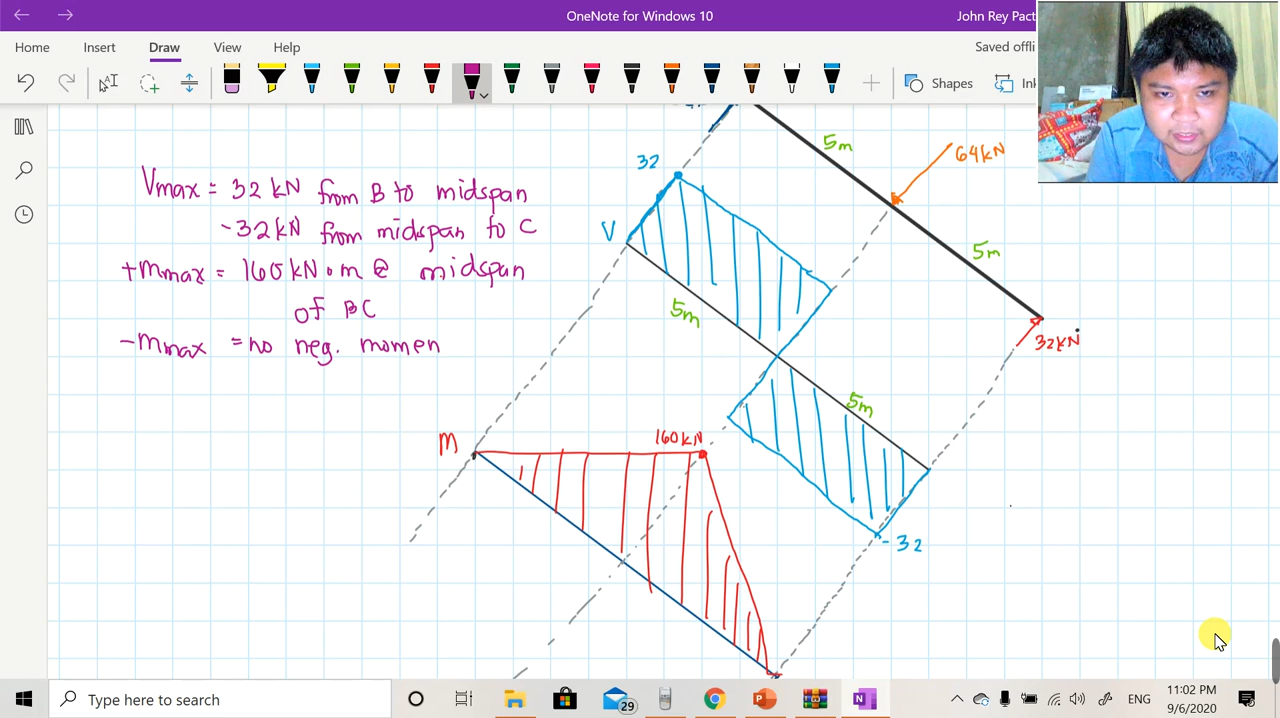 OneNote for Windows 10
John Rey Pact
Home
Insert
Draw
View
Help
Saved offli
Shapes
Ink
Vmax = 32 kN from B to midspan
-32kN from midspan to C
+Mmax = 160 kN•m @ midspan
of BC
-Mmax = no neg. momen
5m
64kN
5m
32kN
32
V
5m
5m
-32
M
160kN
Type here to search
29
ENG
11:02 PM
9/6/2020